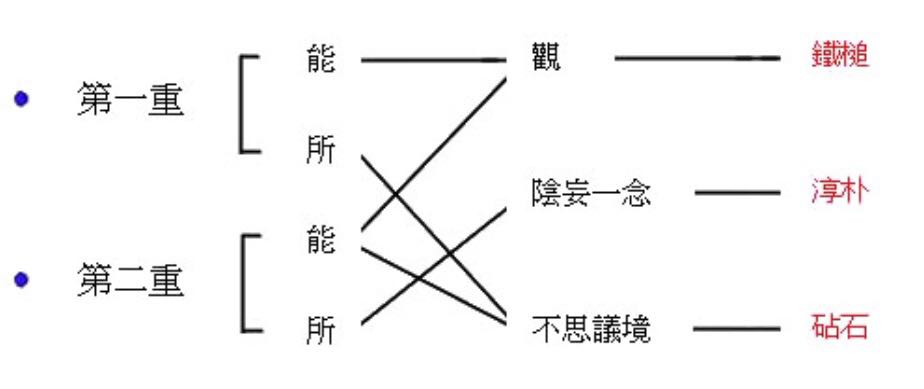 能 觀 鐵槌
第一重
所
陰妄一念 淳朴
能
第二重
所 不思議境 砧石